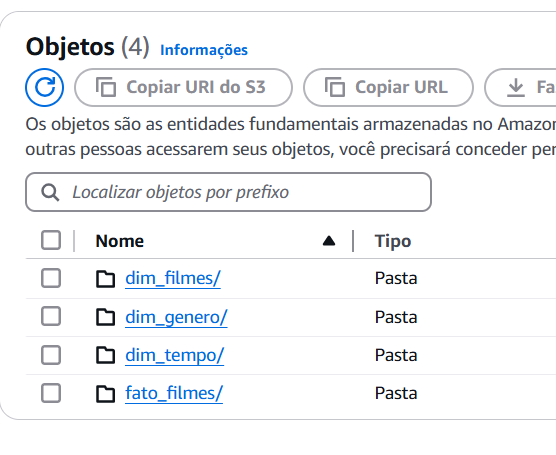 Objetos (4) Informações
Copiar URI do S3 Copiar URL Fa
Os objetos são as entidades fundamentais armazenadas no Amazon
outras pessoas acessarem seus objetos, você precisará conceder per
Localizar objetos por prefixo
Nome Tipo
dim_filmes/ Pasta
dim_genero/ Pasta
dim_tempo/ Pasta
fato_filmes/ Pasta